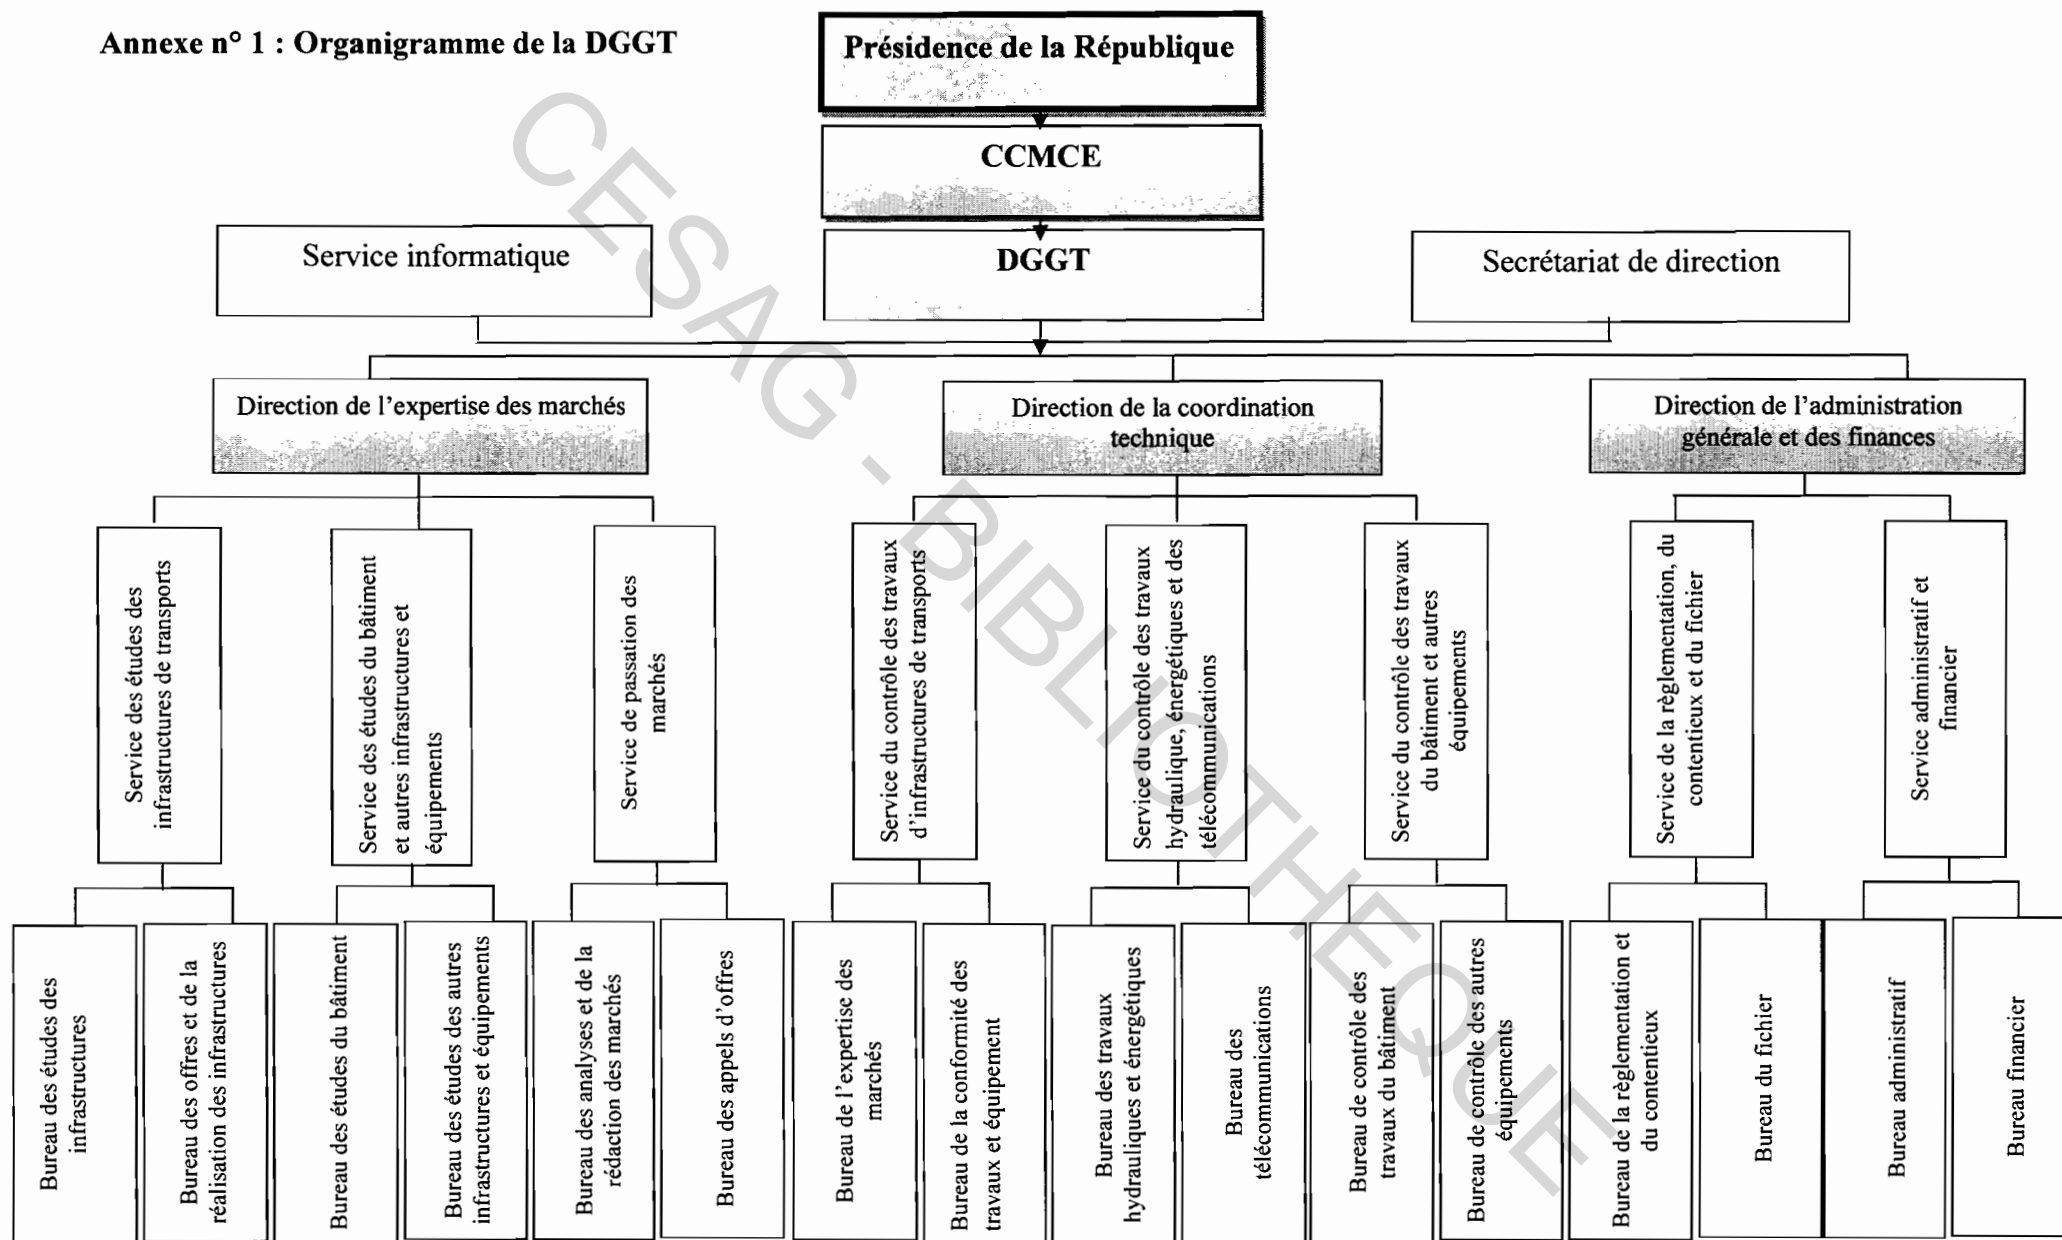 Annexe n° 1 : Organigramme de la DGGT
Présidence de la République
CCMCE
Service informatique
DGGT
Secrétariat de direction
Direction de l’expertise des marchés
Direction de la coordination
technique
Direction de l’administration
générale et des finances
Service des études des
infrastructures de transports
Service des études du bâtiment
et autres infrastructures et
équipements
Service de passation des
marchés
Service du contrôle des travaux
d’infrastructures de transports
Service du contrôle des travaux
hydraulique, énergétiques et des
télécommunications
Service du contrôle des travaux
du bâtiment et autres
équipements
Service de la règlementation, du
contentieux et du fichier
Service administratif et
financier
Bureau des études des
infrastructures
Bureau des offres et de la
réalisation des infrastructures
Bureau des études du bâtiment
Bureau des études des autres
infrastructures et équipements
Bureau des analyses et de la
rédaction des marchés
Bureau des appels d’offres
Bureau de l’expertise des
marchés
Bureau de la conformité des
travaux et équipement
Bureau des travaux
hydrauliques et énergétiques
Bureau des
télécommunications
Bureau de contrôle des
travaux du bâtiment
Bureau de contrôle des autres
équipements
Bureau de la règlementation et
du contentieux
Bureau du fichier
Bureau administratif
Bureau financier
CESAG - BIBLIOTHEQUE